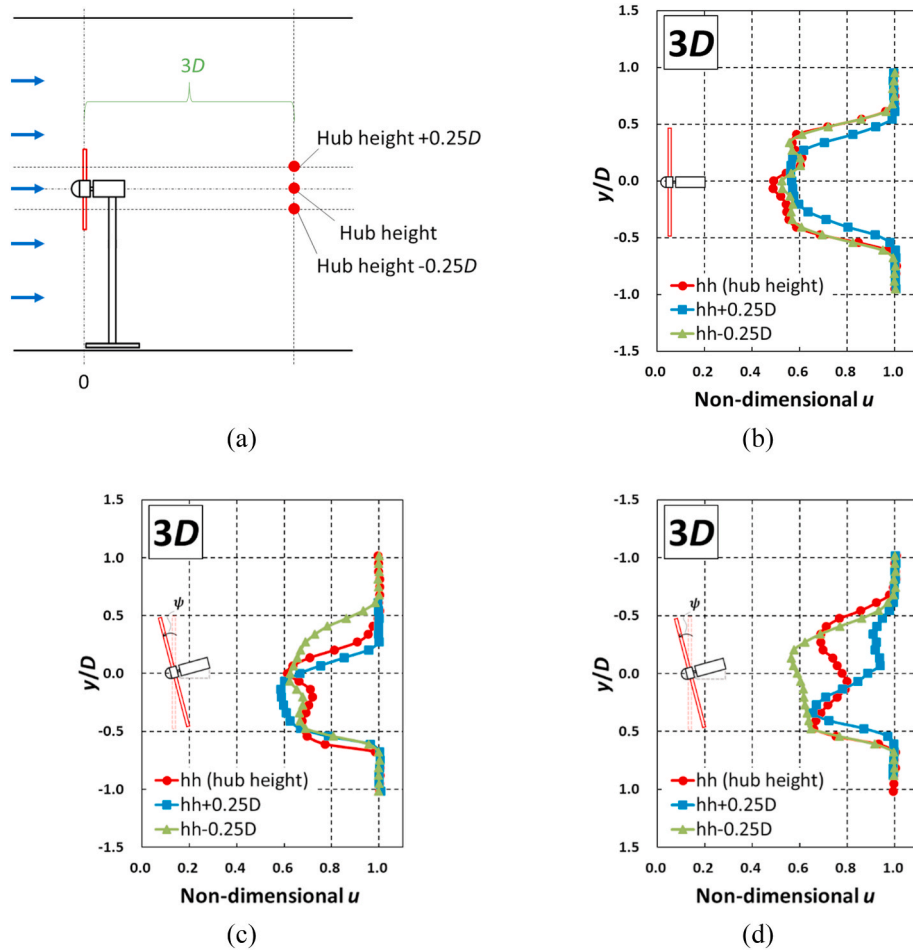 3D
Hub height +0.25D
Hub height
Hub height -0.25D
0
(a)
3D
1.5
1.0
0.5
0.0
-0.5
-1.0
-1.5
y/D
hh (hub height)
hh+0.25D
hh-0.25D
0.0 0.2 0.4 0.6 0.8 1.0
Non-dimensional u
(b)
3D
1.5
1.0
0.5
0.0
-0.5
-1.0
-1.5
y/D
ψ
hh (hub height)
hh+0.25D
hh-0.25D
0.0 0.2 0.4 0.6 0.8 1.0
Non-dimensional u
(c)
3D
-1.5
-1.0
-0.5
0.0
0.5
1.0
1.5
y/D
ψ
hh (hub height)
hh+0.25D
hh-0.25D
0.0 0.2 0.4 0.6 0.8 1.0
Non-dimensional u
(d)